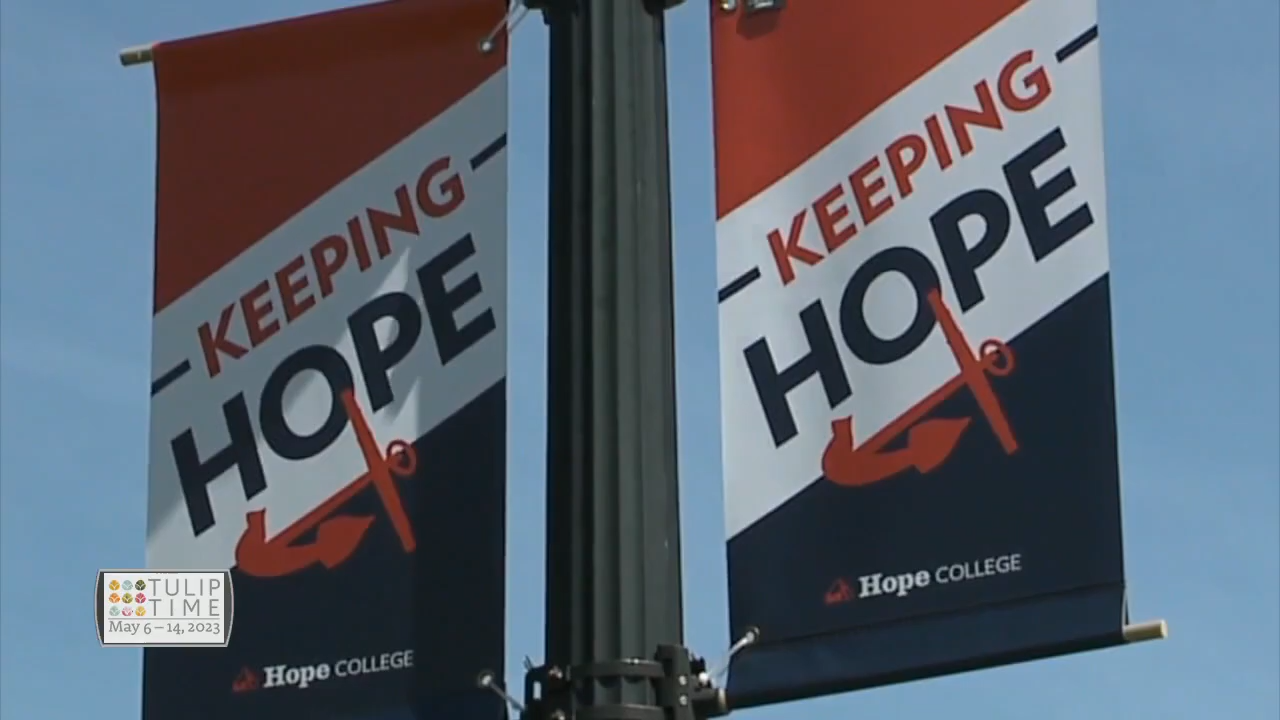 KEEPING
HOPE
Hope COLLEGE
KEEPING
HOPE
Hope COLLEGE
TULIP
TIME
May 6 – 14, 2023